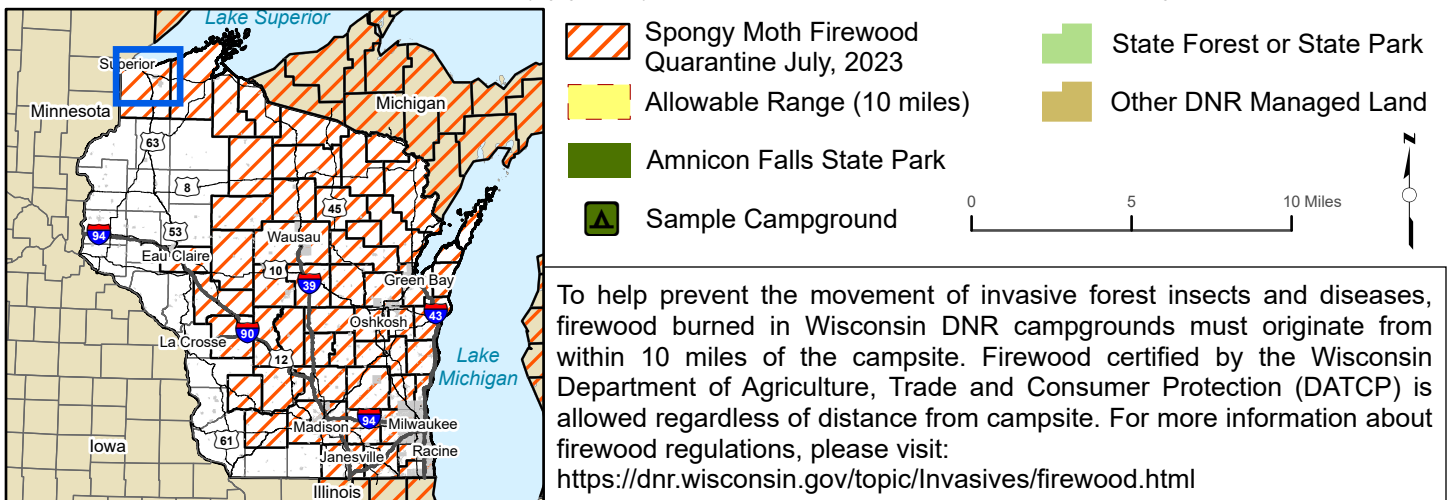 Lake Superior
Superior
Minnesota
Michigan
63
8
45
94
53
Wausau
Eau Claire
10
Green Bay
39
43
Oshkosh
90
La Crosse
12
Lake
Michigan
94
Madison
Milwaukee
61
Iowa
Janesville
Racine
Illinois
Spongy Moth Firewood
Quarantine July, 2023
Allowable Range (10 miles)
Amnicon Falls State Park
Sample Campground
State Forest or State Park
Other DNR Managed Land
0 5 10 Miles
To help prevent the movement of invasive forest insects and diseases,
firewood burned in Wisconsin DNR campgrounds must originate from
within 10 miles of the campsite. Firewood certified by the Wisconsin
Department of Agriculture, Trade and Consumer Protection (DATCP) is
allowed regardless of distance from campsite. For more information about
firewood regulations, please visit:
https://dnr.wisconsin.gov/topic/Invasives/firewood.html